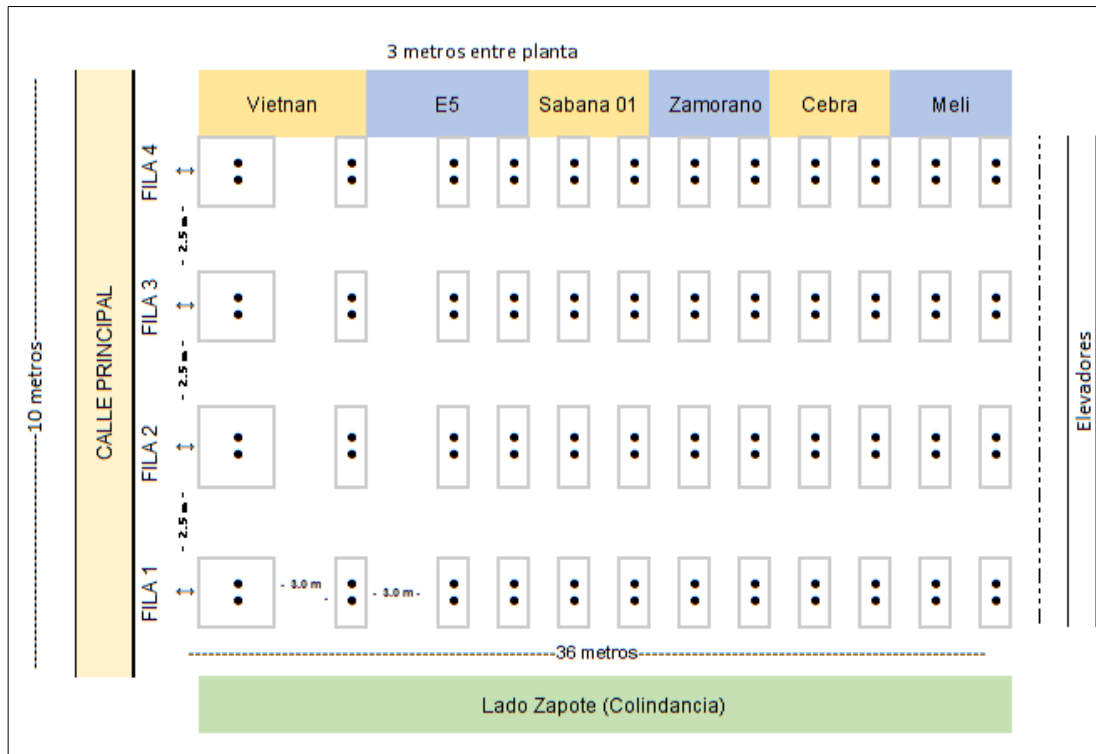 3 metros entre planta
Vietnan
E5
Sabana 01
Zamorano
Cebra
Meli
FILA 4
- 2.5 m -
FILA 3
- 2.5 m -
FILA 2
- 2.5 m -
FILA 1
- 3.0 m
- 3.0 m -
CALLE PRINCIPAL
10 metros
Elevadores
36 metros
Lado Zapote (Colindancia)